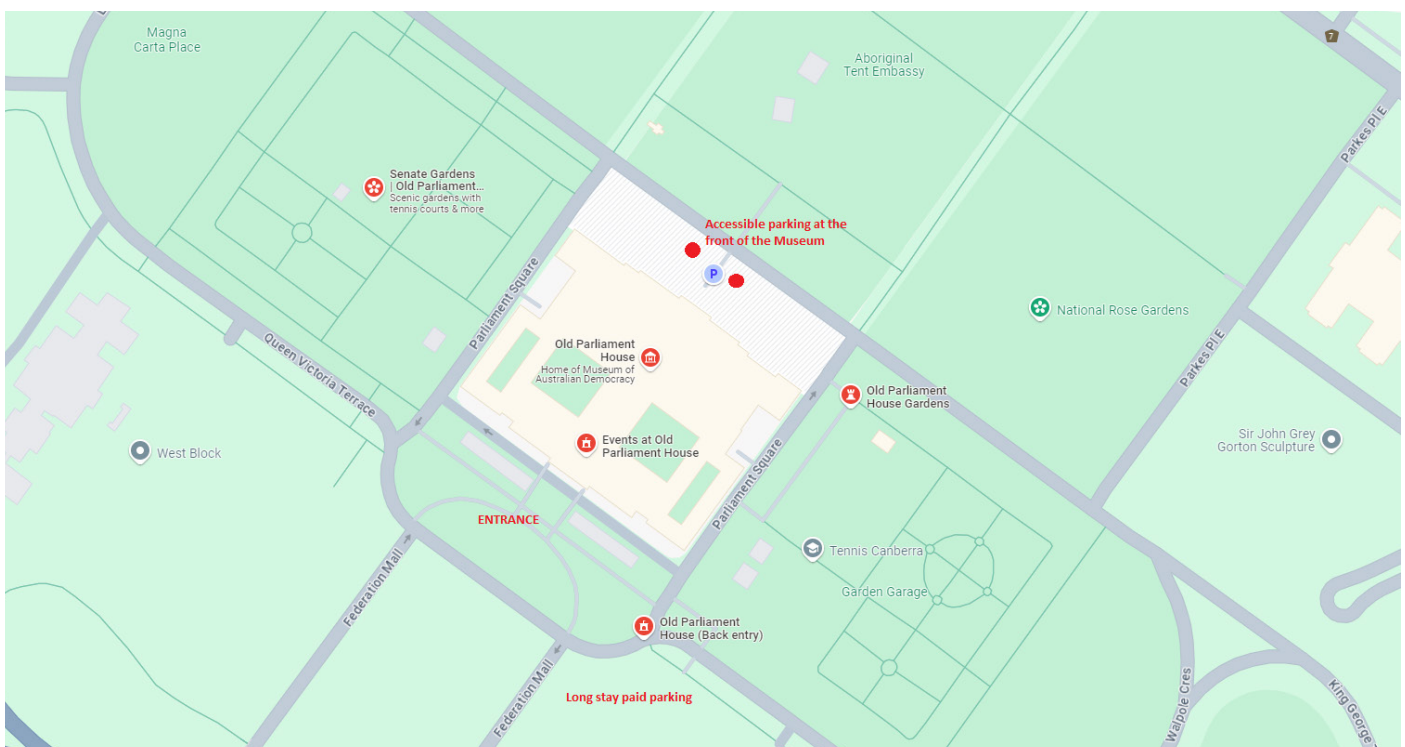 Magna
Carta Place
7
Aboriginal
Tent Embassy
Parkes Pl E
Senate Gardens
| Old Parliament...
Scenic gardens with
tennis courts & more
Accessible parking at the
front of the Museum
P
Parliament Square
National Rose Gardens
Queen Victoria Terrace
Old Parliament
House
Home of Museum of
Australian Democracy
Parkes Pl E
Old Parliament
House Gardens
Events at Old
Parliament House
Sir John Grey
Gorton Sculpture
West Block
Parliament Square
ENTRANCE
Tennis Canberra
Garden Garage
Federation Mall
Old Parliament
House (Back entry)
Federation Mall
Long stay paid parking
Walpole Cres
King George